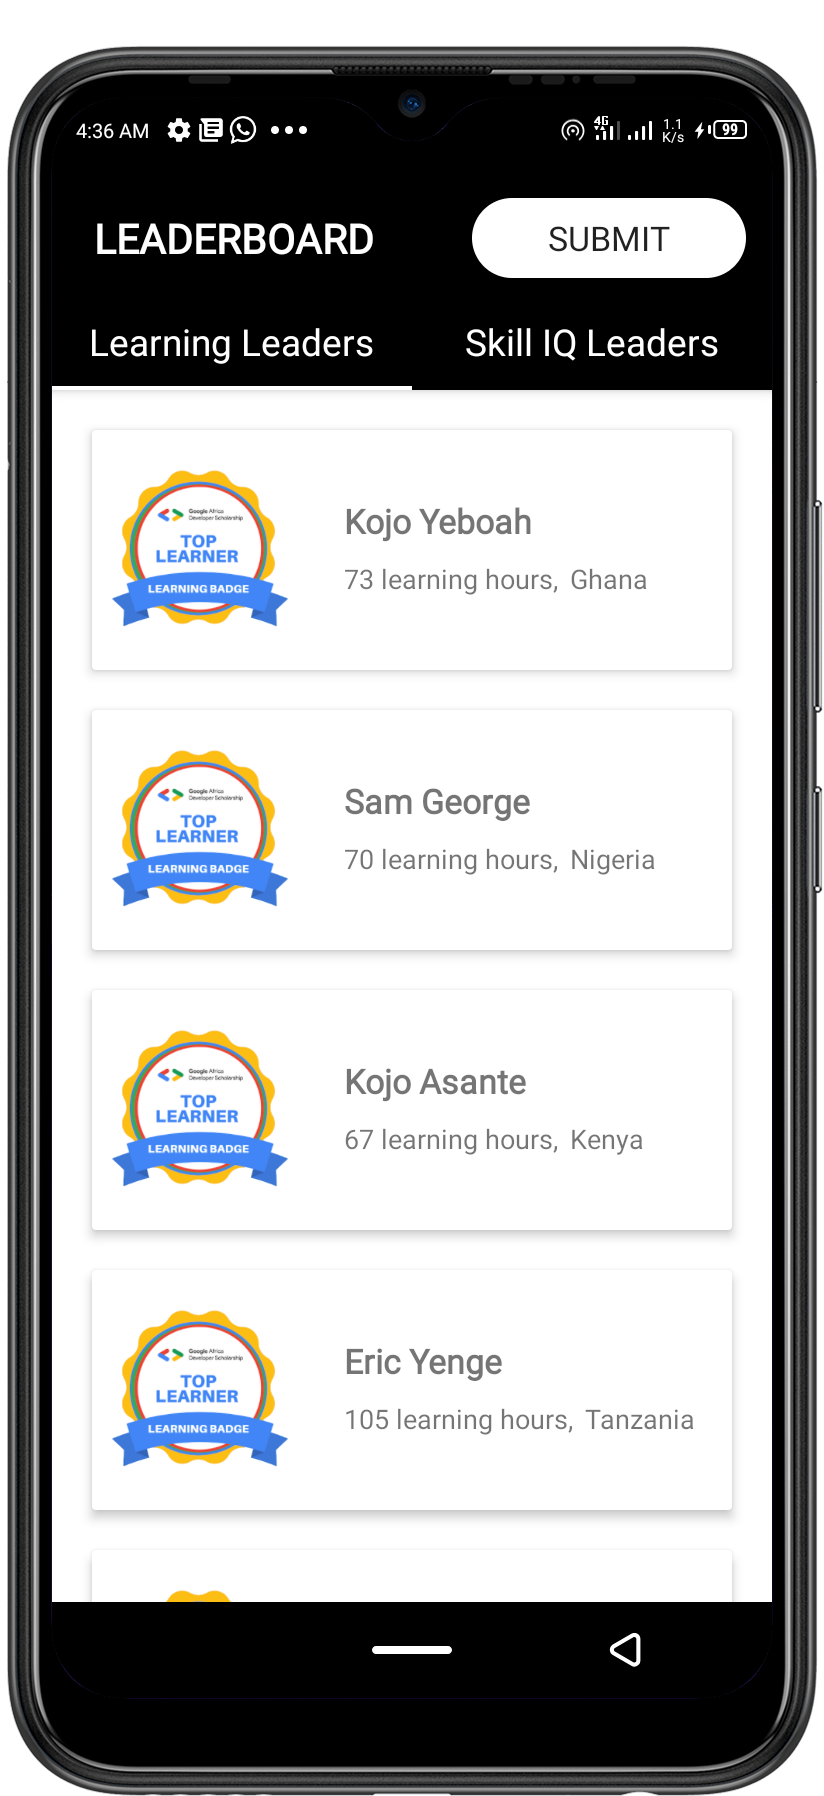 4:36 AM
4G
1.1
K/s
99
LEADERBOARD
SUBMIT
Learning Leaders
Skill IQ Leaders
Google Africa
Developer Scholarship
TOP
LEARNER
LEARNING BADGE
Kojo Yeboah
73 learning hours, Ghana
Google Africa
Developer Scholarship
TOP
LEARNER
LEARNING BADGE
Sam George
70 learning hours, Nigeria
Google Africa
Developer Scholarship
TOP
LEARNER
LEARNING BADGE
Kojo Asante
67 learning hours, Kenya
Google Africa
Developer Scholarship
TOP
LEARNER
LEARNING BADGE
Eric Yenge
105 learning hours, Tanzania